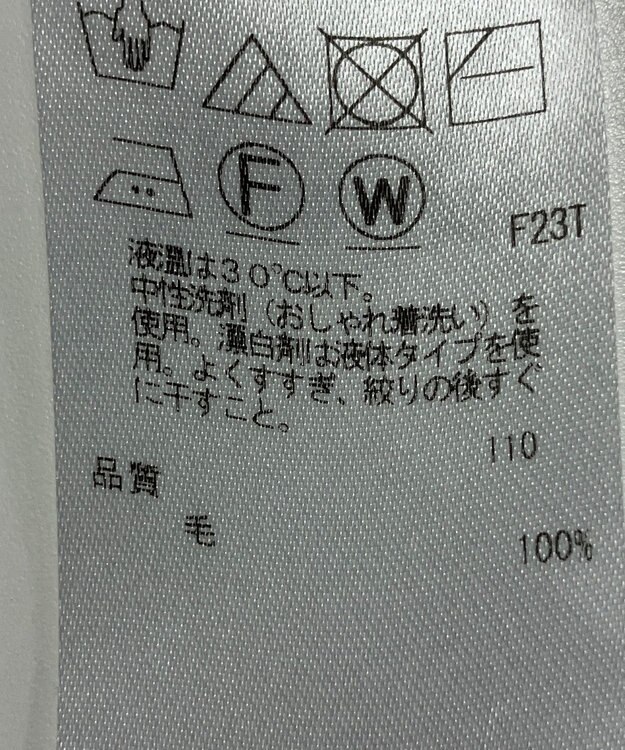 F W
F23T
液温は30℃以下。
中性洗剤（おしゃれ着洗い）を
使用。漂白剤は液体タイプを使
用。よくすすぎ、絞りの後すぐ
に干すこと。
110
品質
毛 100%